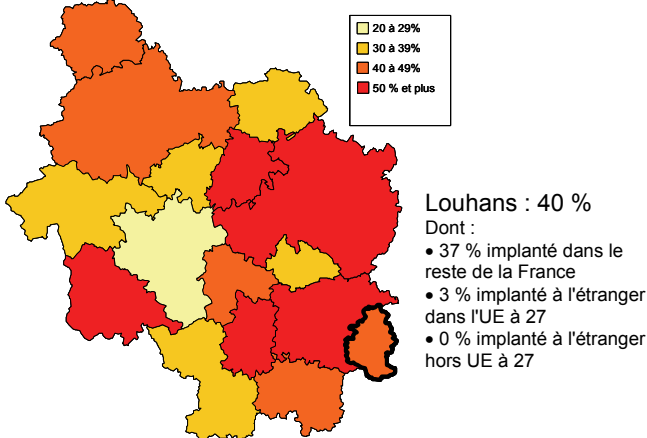 20 à 29%
30 à 39%
40 à 49%
50 % et plus
Louhans : 40 %
Dont :
• 37 % implanté dans le
reste de la France
• 3 % implanté à l'étranger
dans l'UE à 27
• 0 % implanté à l'étranger
hors UE à 27